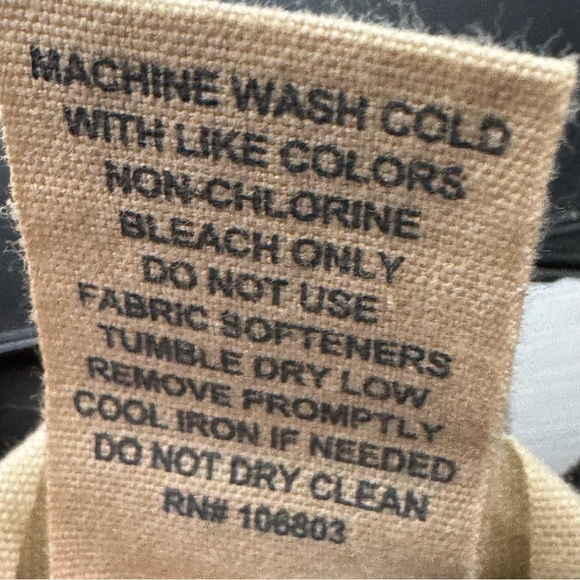 MACHINE WASH COLD
WITH LIKE COLORS
NON-CHLORINE
BLEACH ONLY
DO NOT USE
FABRIC SOFTENERS
TUMBLE DRY LOW
REMOVE PROMPTLY
COOL IRON IF NEEDED
DO NOT DRY CLEAN
RN# 106803